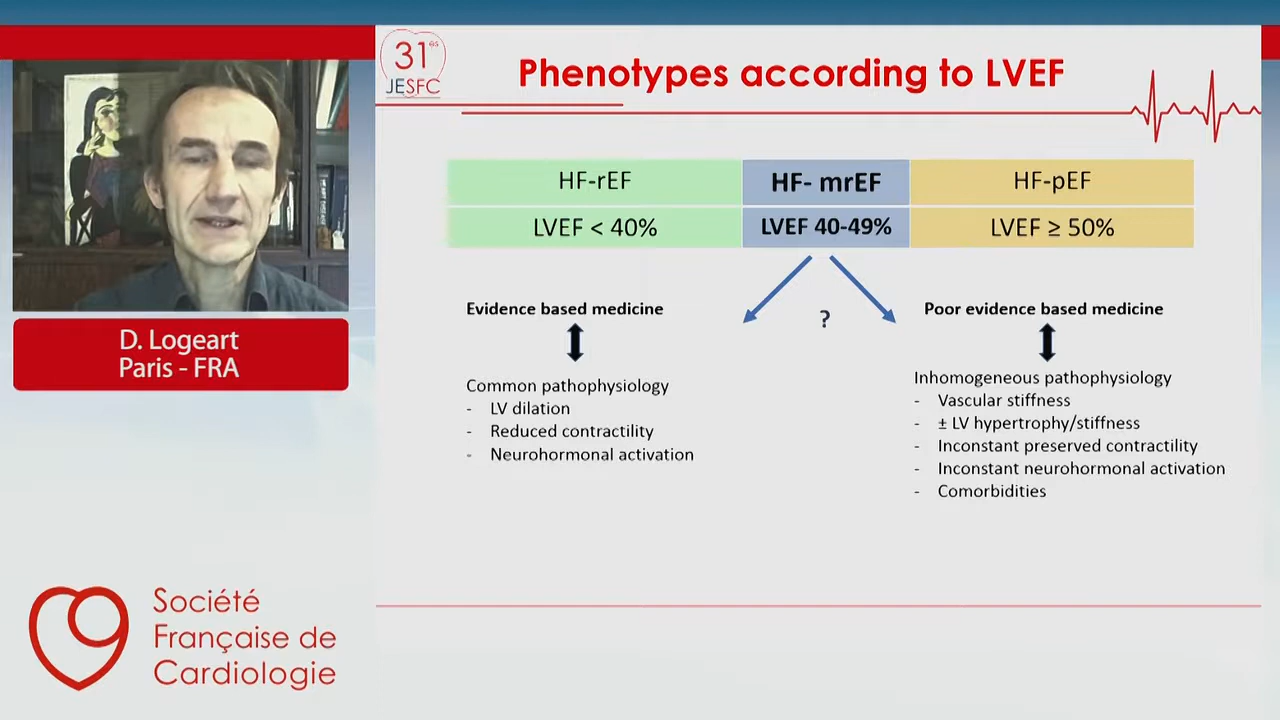 D. Logeart
Paris - FRA
Société
Française de
Cardiologie
31es
JESFC
Phenotypes according to LVEF
HF-rEF
HF- mrEF
HF-pEF
LVEF < 40%
LVEF 40-49%
LVEF ≥ 50%
Evidence based medicine
?
Poor evidence based medicine
Common pathophysiology
- LV dilation
- Reduced contractility
- Neurohormonal activation
Inhomogeneous pathophysiology
- Vascular stiffness
- ± LV hypertrophy/stiffness
- Inconstant preserved contractility
- Inconstant neurohormonal activation
- Comorbidities